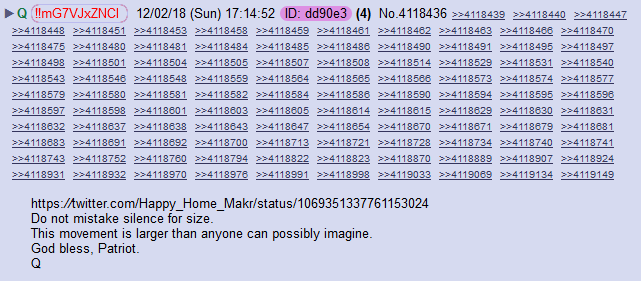 ▶ Q !!mG7VJxZNCI 12/02/18 (Sun) 17:14:52 ID: dd90e3 (4) No.4118436 >>4118439 >>4118440 >>4118447
>>4118448 >>4118451 >>4118453 >>4118458 >>4118459 >>4118461 >>4118462 >>4118463 >>4118466 >>4118470
>>4118475 >>4118480 >>4118481 >>4118484 >>4118485 >>4118486 >>4118490 >>4118491 >>4118495 >>4118497
>>4118498 >>4118501 >>4118504 >>4118505 >>4118507 >>4118508 >>4118514 >>4118529 >>4118531 >>4118540
>>4118543 >>4118546 >>4118548 >>4118559 >>4118564 >>4118565 >>4118566 >>4118573 >>4118574 >>4118577
>>4118579 >>4118580 >>4118581 >>4118582 >>4118584 >>4118586 >>4118590 >>4118594 >>4118595 >>4118596
>>4118597 >>4118598 >>4118601 >>4118603 >>4118605 >>4118614 >>4118615 >>4118629 >>4118630 >>4118631
>>4118632 >>4118637 >>4118638 >>4118643 >>4118647 >>4118654 >>4118670 >>4118671 >>4118679 >>4118681
>>4118683 >>4118691 >>4118692 >>4118700 >>4118713 >>4118721 >>4118728 >>4118734 >>4118740 >>4118741
>>4118743 >>4118752 >>4118760 >>4118794 >>4118822 >>4118823 >>4118870 >>4118889 >>4118907 >>4118924
>>4118931 >>4118932 >>4118970 >>4118976 >>4118991 >>4118998 >>4119033 >>4119069 >>4119134 >>4119149
https://twitter.com/Happy_Home_Makr/status/1069351337761153024
Do not mistake silence for size.
This movement is larger than anyone can possibly imagine.
God bless, Patriot.
Q